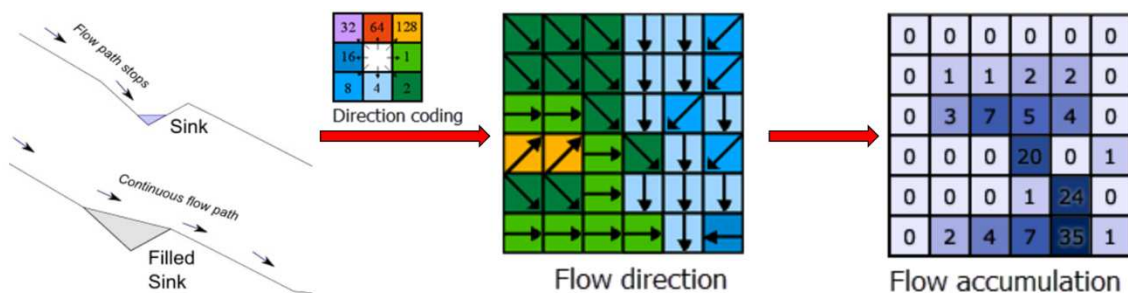 Flow path stops
Sink
Continuous flow path
Filled
Sink
32 64 128
16 1
8 4 2
Direction coding
Flow direction
0 0 0 0 0 0
0 1 1 2 2 0
0 3 7 5 4 0
0 0 0 20 0 1
0 0 0 1 24 0
0 2 4 7 35 1
Flow accumulation